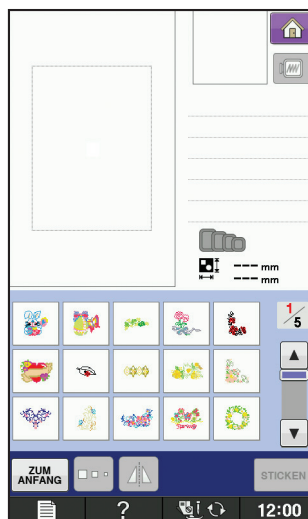 --- mm
--- mm
1/5
ZUM
ANFANG
STICKEN
?
12:00